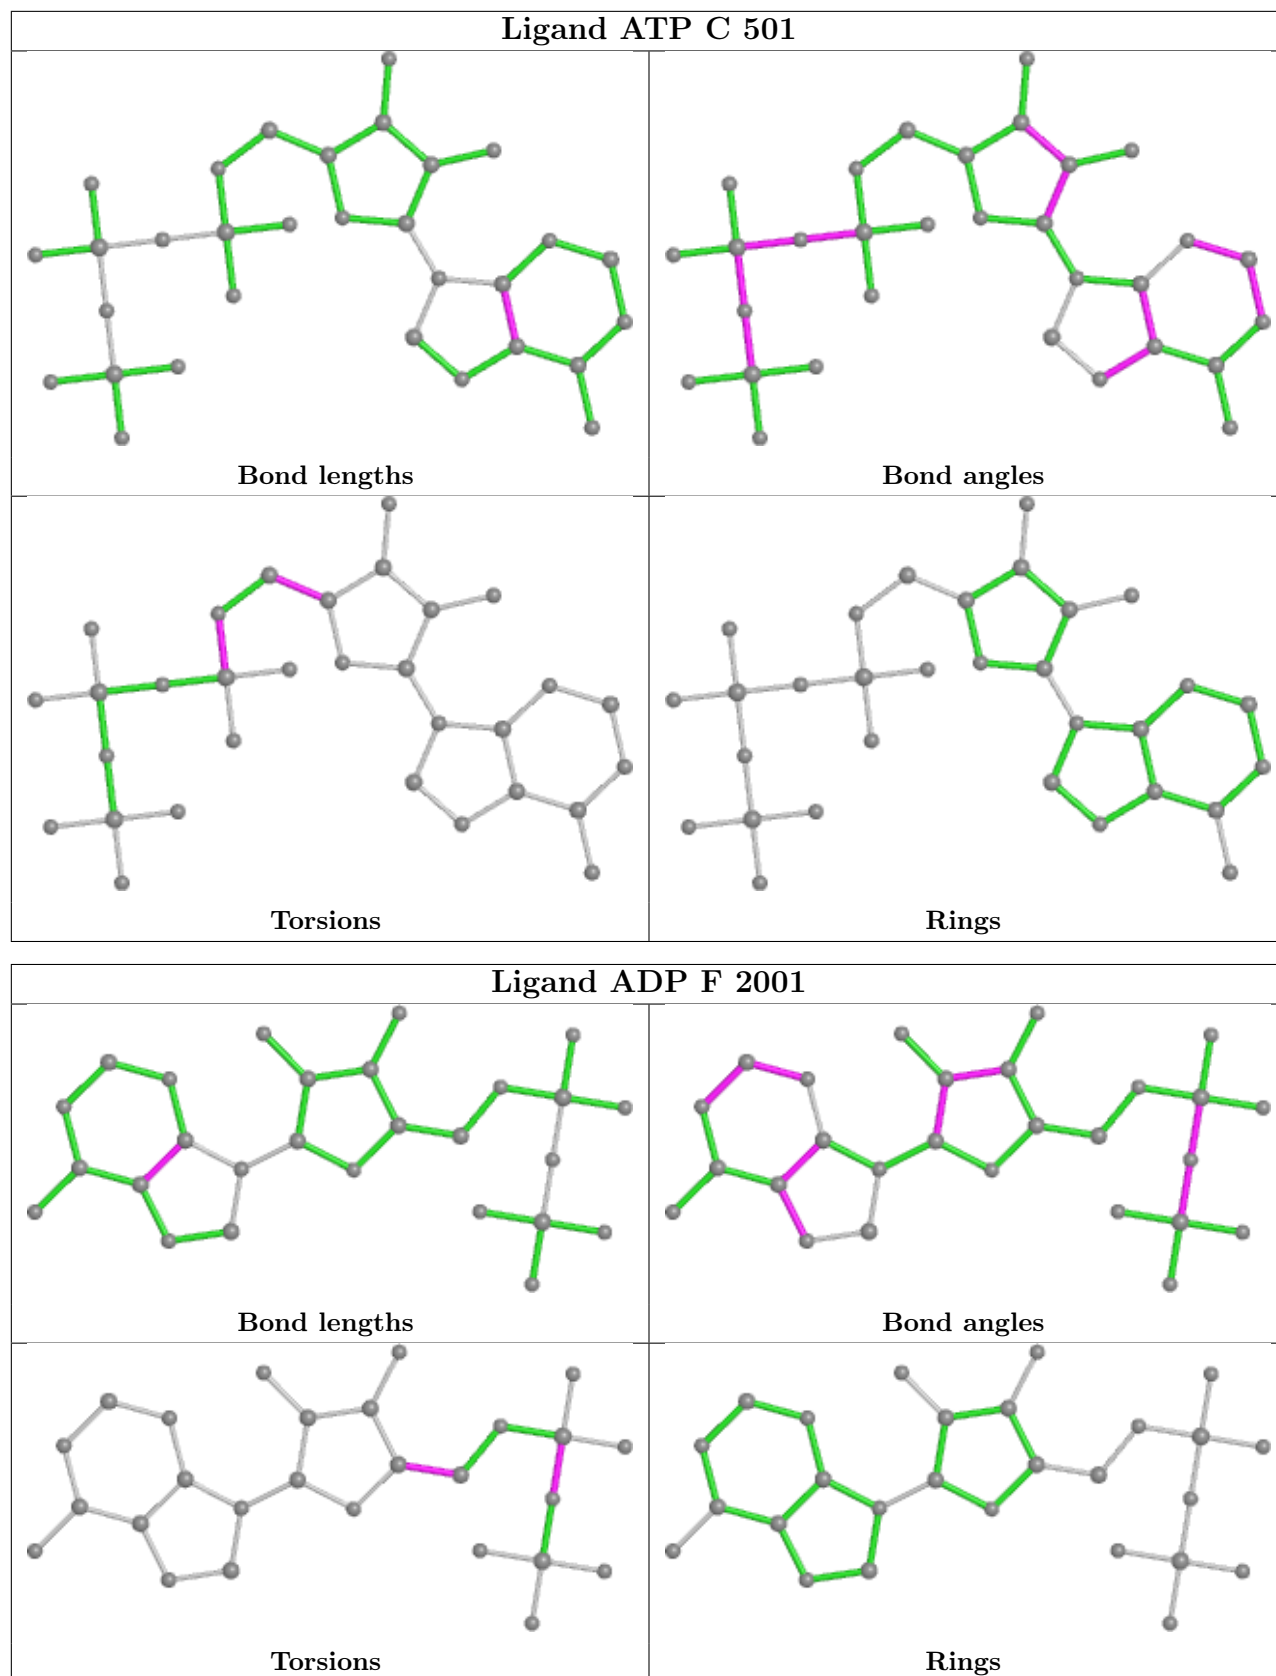 Ligand ATP C 501
Bond lengths
Bond angles
Torsions
Rings
Ligand ADP F 2001
Bond lengths
Bond angles
Torsions
Rings